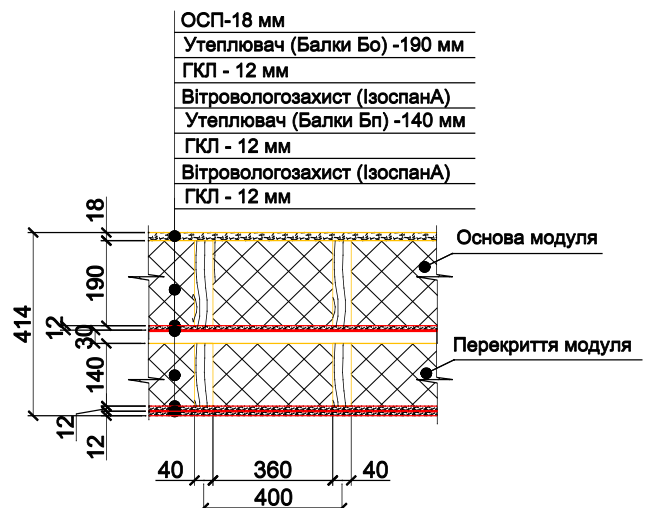 ОСП-18 мм
Утеплювач (Балки Бо) -190 мм
ГКЛ - 12 мм
Вітровологозахист (ІзоспанА)
Утеплювач (Балки Бп) -140 мм
ГКЛ - 12 мм
Вітровологозахист (ІзоспанА)
ГКЛ - 12 мм
18
Основа модуля
190
414
12
30
Перекриття модуля
140
12
12
40 360 40
400